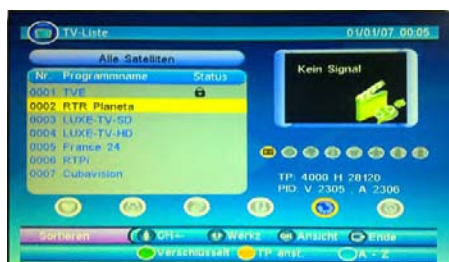 TV-Liste
01/01/07 00:05
Alle Satelliten
Nr. Programmname Status
0001 TVE
0002 RTR Planeta
0003 LUXE-TV-SD
0004 LUXE-TV-HD
0005 France 24
0006 RTPi
0007 Cubavision
Kein Signal
TP: 4000 H 28120
PID: V 2305 , A 2306
Sortieren CH+- Werkz Ansicht Ende
Verschlüsselt TP anst. A - Z